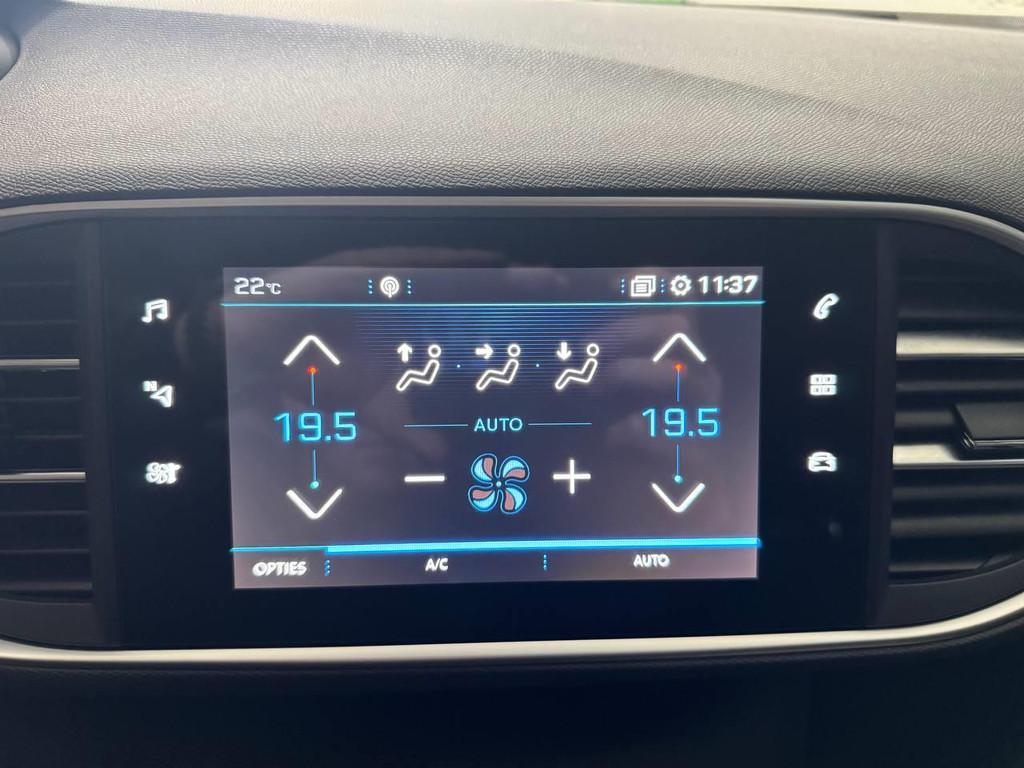 22°C 11:37
N
19.5 AUTO 19.5
OPTIES A/C AUTO